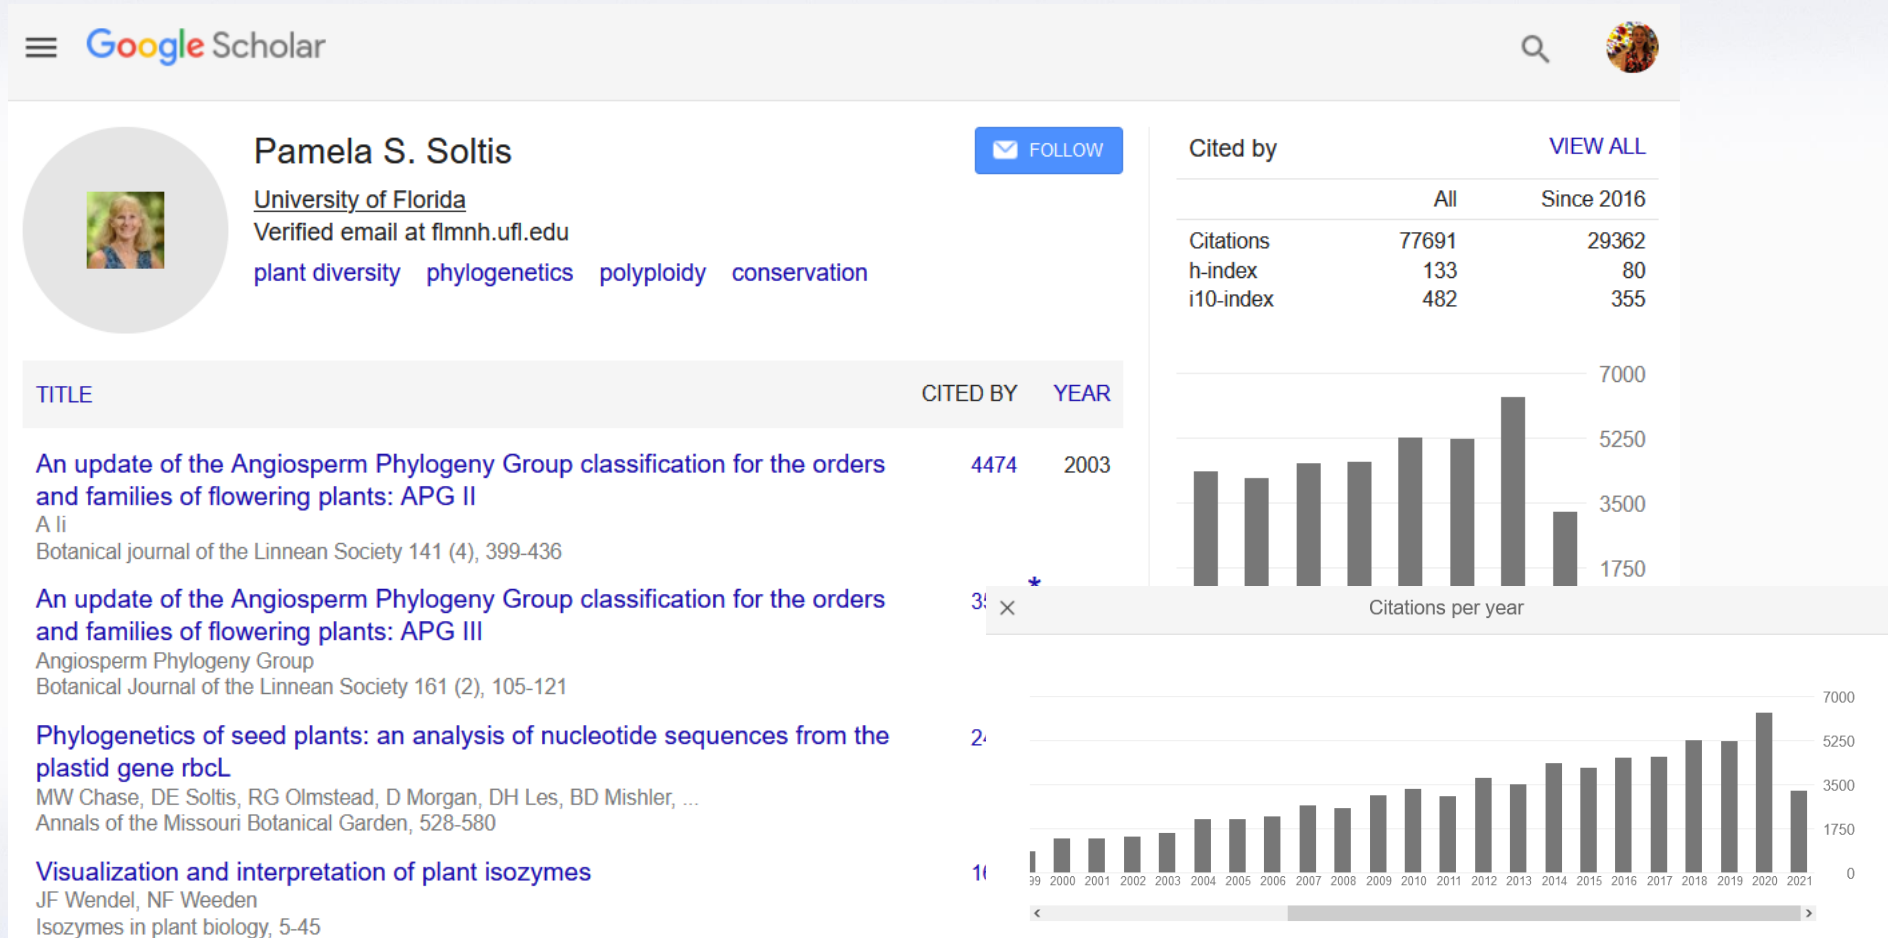 Google Scholar
Pamela S. Soltis
University of Florida
Verified email at flmnh.ufl.edu
plant diversity phylogenetics polyploidy conservation
FOLLOW
TITLE CITED BY YEAR
An update of the Angiosperm Phylogeny Group classification for the orders 4474 2003
and families of flowering plants: APG II
A Ii
Botanical journal of the Linnean Society 141 (4), 399-436
An update of the Angiosperm Phylogeny Group classification for the orders *
and families of flowering plants: APG III
Angiosperm Phylogeny Group
Botanical Journal of the Linnean Society 161 (2), 105-121
Phylogenetics of seed plants: an analysis of nucleotide sequences from the
plastid gene rbcL
MW Chase, DE Soltis, RG Olmstead, D Morgan, DH Les, BD Mishler, ...
Annals of the Missouri Botanical Garden, 528-580
Visualization and interpretation of plant isozymes
JF Wendel, NF Weeden
Isozymes in plant biology, 5-45
Cited by VIEW ALL
All Since 2016
Citations 77691 29362
h-index 133 80
i10-index 482 355
7000
5250
3500
1750
Citations per year
7000
5250
3500
1750
0
99 2000 2001 2002 2003 2004 2005 2006 2007 2008 2009 2010 2011 2012 2013 2014 2015 2016 2017 2018 2019 2020 2021